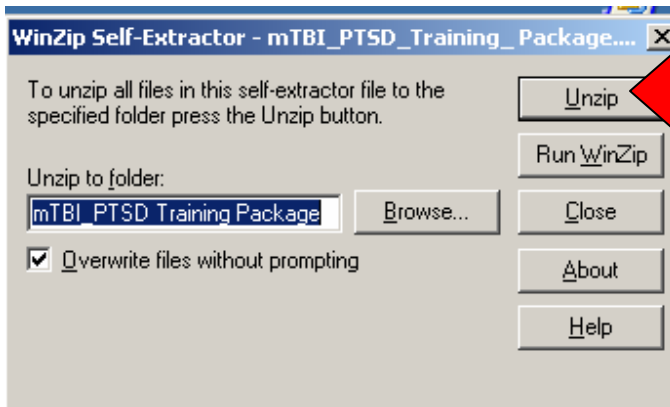 WinZip Self-Extractor - mTBI_PTSD_Training_ Package....
To unzip all files in this self-extractor file to the
specified folder press the Unzip button.
Unzip to folder:
mTBI_PTSD Training Package
Browse...
Overwrite files without prompting
Unzip
Run WinZip
Close
About
Help